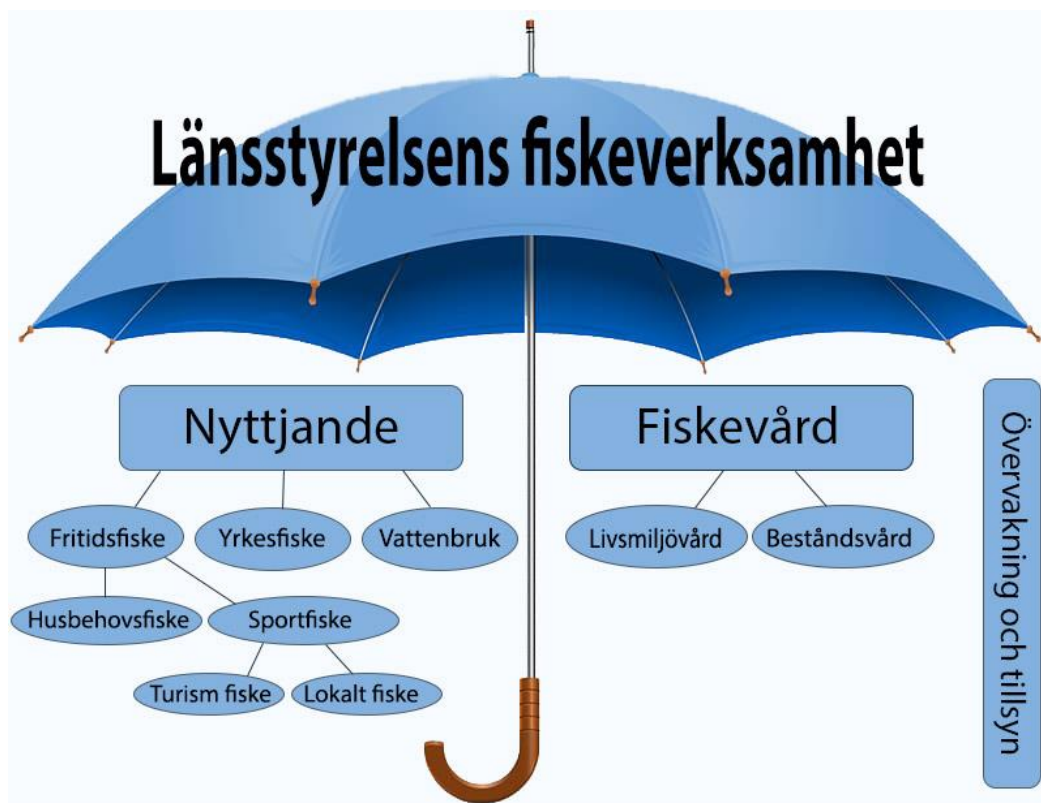 Länsstyrelsens fiskeverksamhet
Nyttjande
Fiskevård
Övervakning och tillsyn
Fritidsfiske
Yrkesfiske
Vattenbruk
Livsmiljövård
Beståndsvård
Husbehovsfiske
Sportfiske
Turism fiske
Lokalt fiske